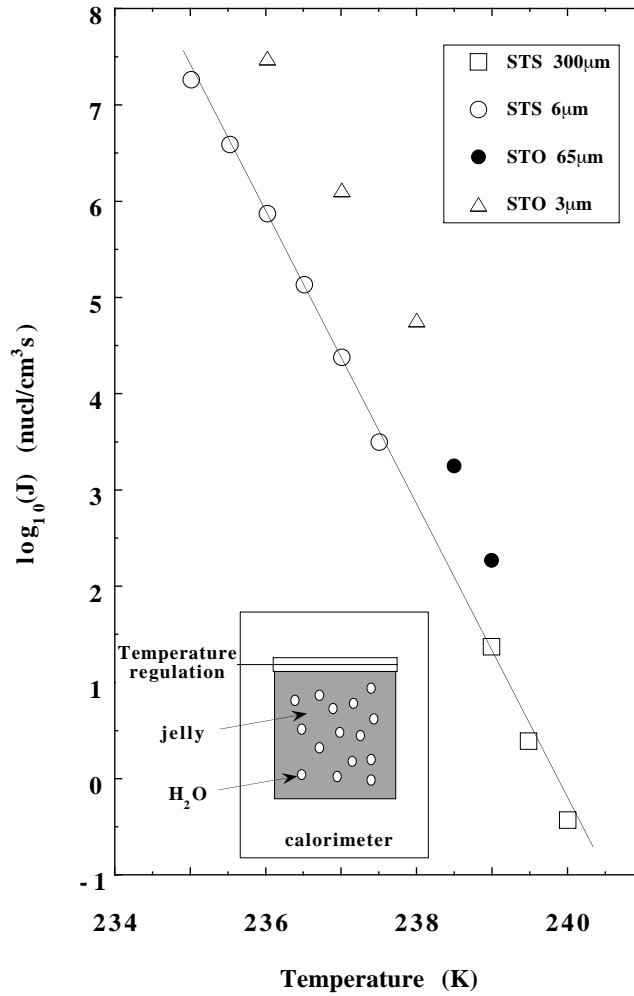 8
7
6
5
4
3
2
1
0
-1
log10(J) (nucl/cm³s)
STS 300μm
STS 6μm
STO 65μm
STO 3μm
Temperature
regulation
jelly
H₂O
calorimeter
234 236 238 240
Temperature (K)